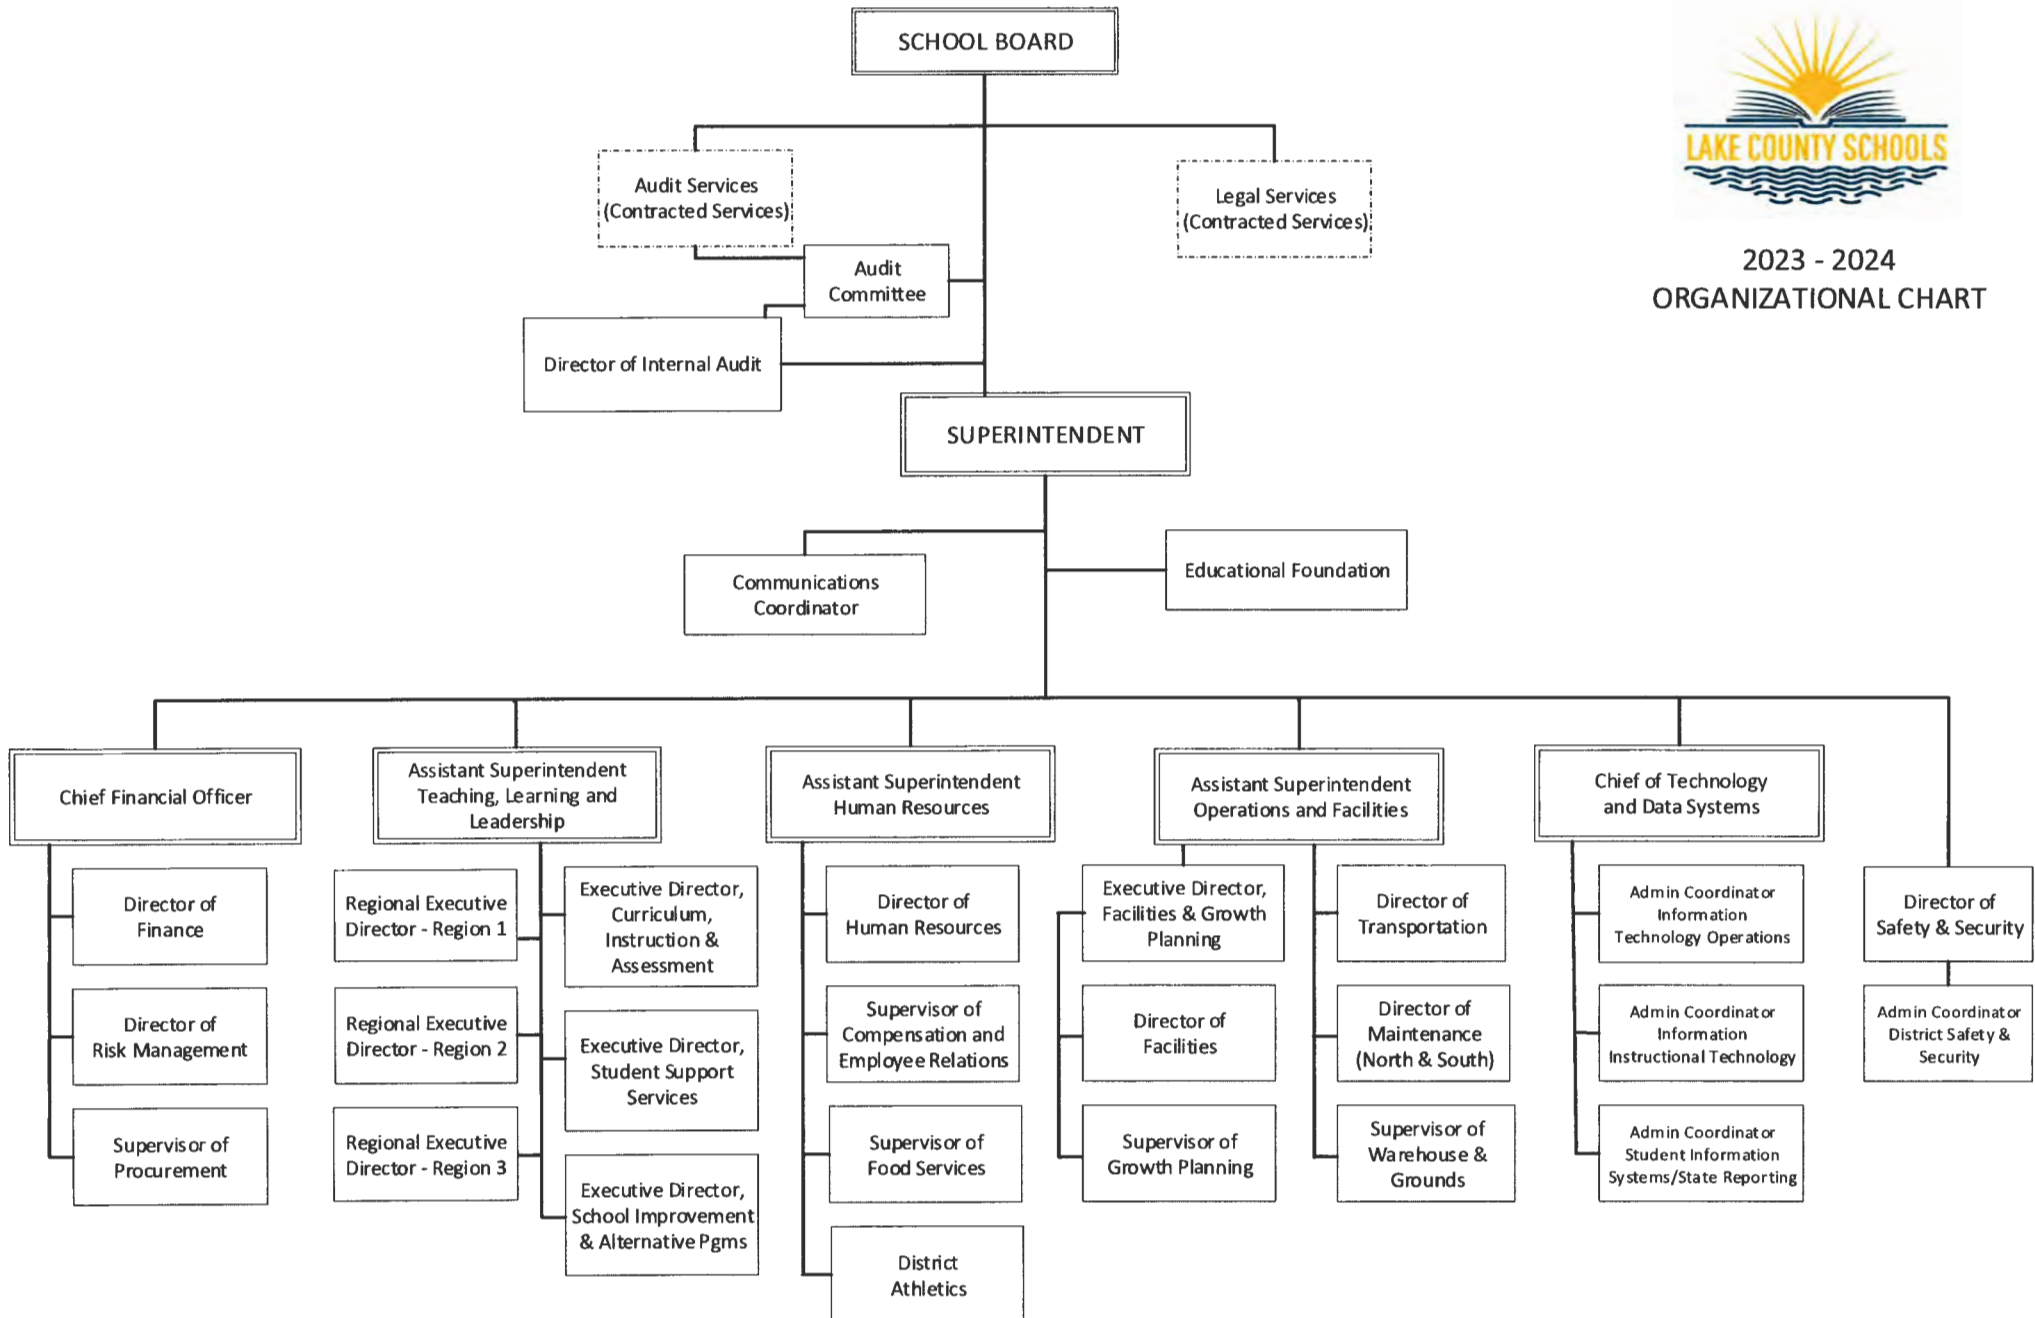 SCHOOL BOARD
LAKE COUNTY SCHOOLS
2023 - 2024
ORGANIZATIONAL CHART
Audit Services
(Contracted Services)
Legal Services
(Contracted Services)
Audit
Committee
Director of Internal Audit
SUPERINTENDENT
Communications
Coordinator
Educational Foundation
Chief Financial Officer
Director of
Finance
Director of
Risk Management
Supervisor of
Procurement
Assistant Superintendent
Teaching, Learning and
Leadership
Regional Executive
Director - Region 1
Regional Executive
Director - Region 2
Regional Executive
Director - Region 3
Executive Director,
Curriculum,
Instruction &
Assessment
Executive Director,
Student Support
Services
Executive Director,
School Improvement
& Alternative Pgms
Assistant Superintendent
Human Resources
Director of
Human Resources
Supervisor of
Compensation and
Employee Relations
Supervisor of
Food Services
District
Athletics
Assistant Superintendent
Operations and Facilities
Executive Director,
Facilities & Growth
Planning
Director of
Facilities
Supervisor of
Growth Planning
Director of
Transportation
Director of
Maintenance
(North & South)
Supervisor of
Warehouse &
Grounds
Chief of Technology
and Data Systems
Admin Coordinator
Information
Technology Operations
Admin Coordinator
Information
Instructional Technology
Admin Coordinator
Student Information
Systems/State Reporting
Director of
Safety & Security
Admin Coordinator
District Safety &
Security